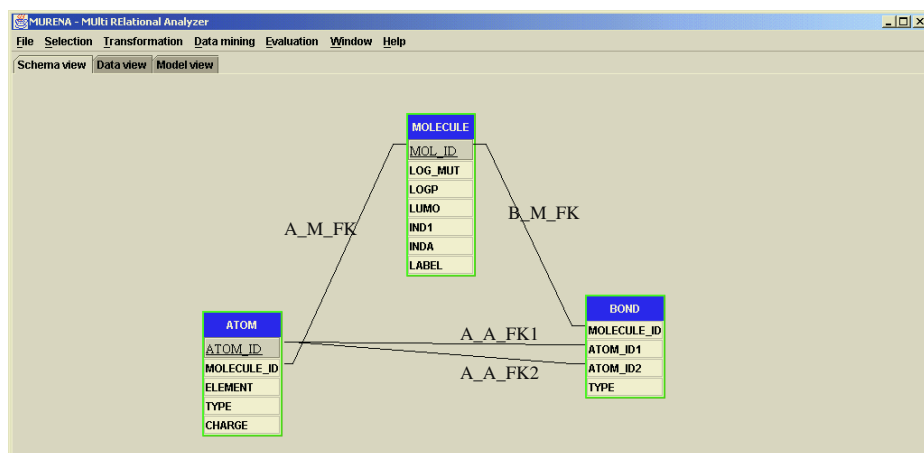 MURENA - MUlti RElational Analyzer
File Selection Transformation Data mining Evaluation Window Help
Schema view Data view Model view
MOLECULE
MOL_ID
LOG_MUT
LOGP
LUMO
IND1
INDA
LABEL
A_M_FK
B_M_FK
ATOM
ATOM_ID
MOLECULE_ID
ELEMENT
TYPE
CHARGE
A_A_FK1
A_A_FK2
BOND
MOLECULE_ID
ATOM_ID1
ATOM_ID2
TYPE